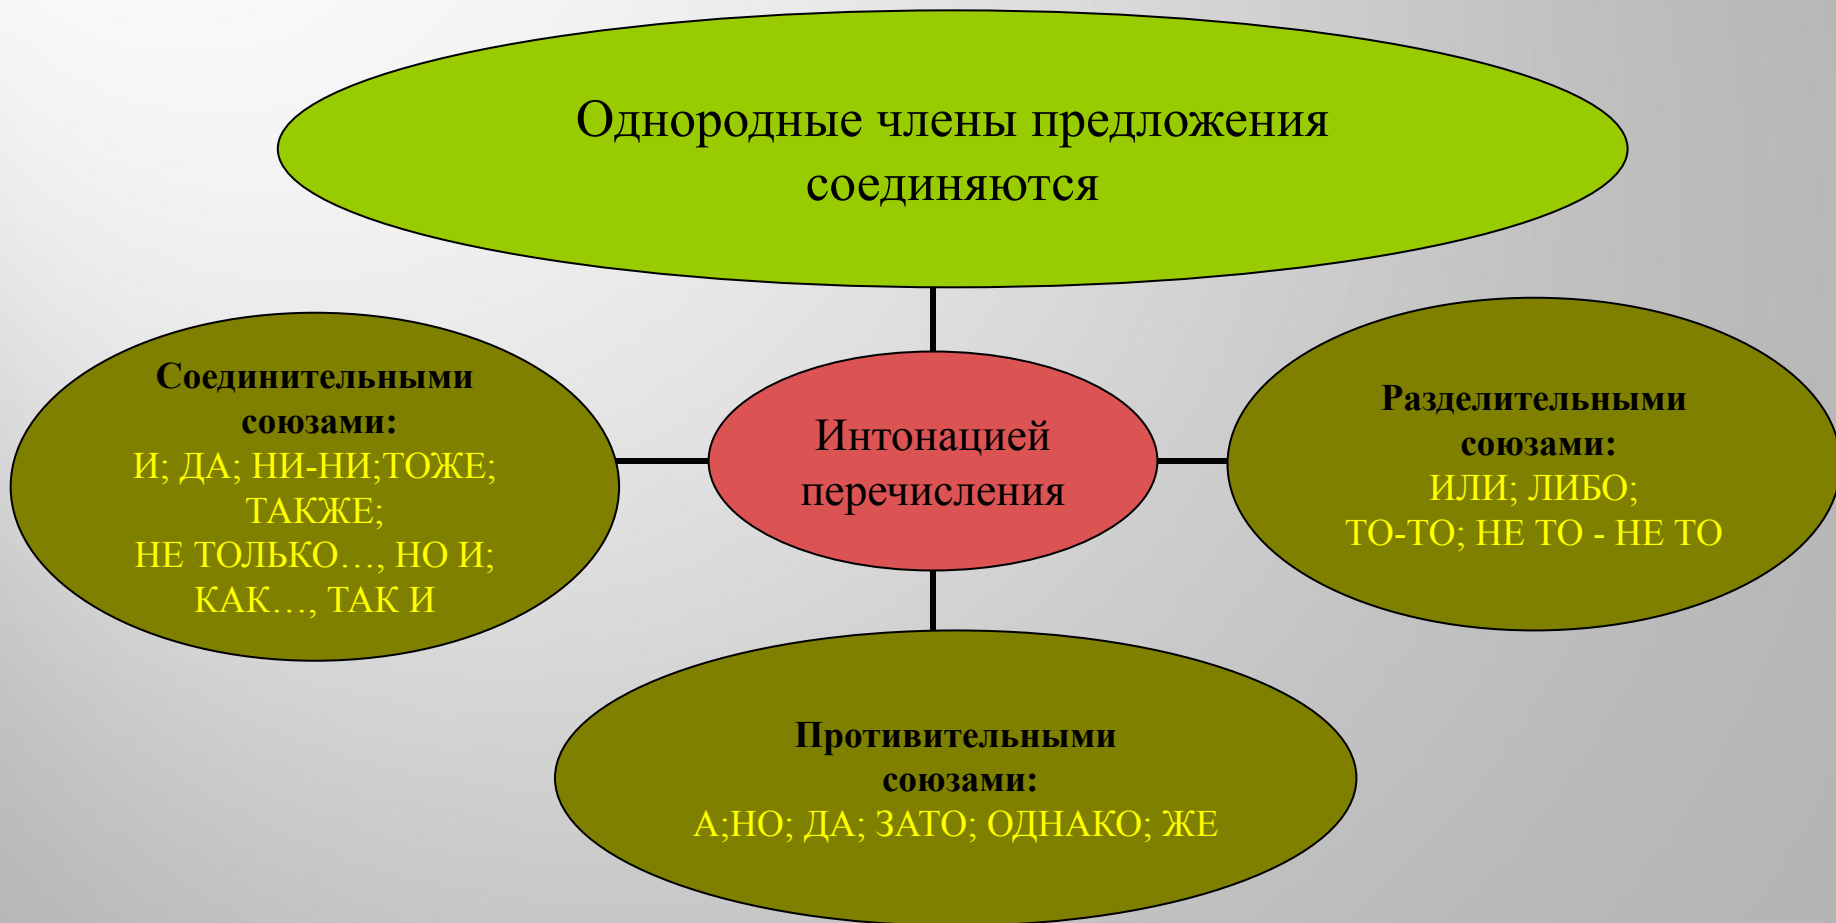 Однородные члены предложения
соединяются
Соединительными
союзами:
И; ДА; НИ-НИ;ТОЖЕ;
ТАКЖЕ;
НЕ ТОЛЬКО…, НО И;
КАК…, ТАК И
Интонацией
перечисления
Разделительными
союзами:
ИЛИ; ЛИБО;
ТО-ТО; НЕ ТО - НЕ ТО
Противительными
союзами:
А;НО; ДА; ЗАТО; ОДНАКО; ЖЕ